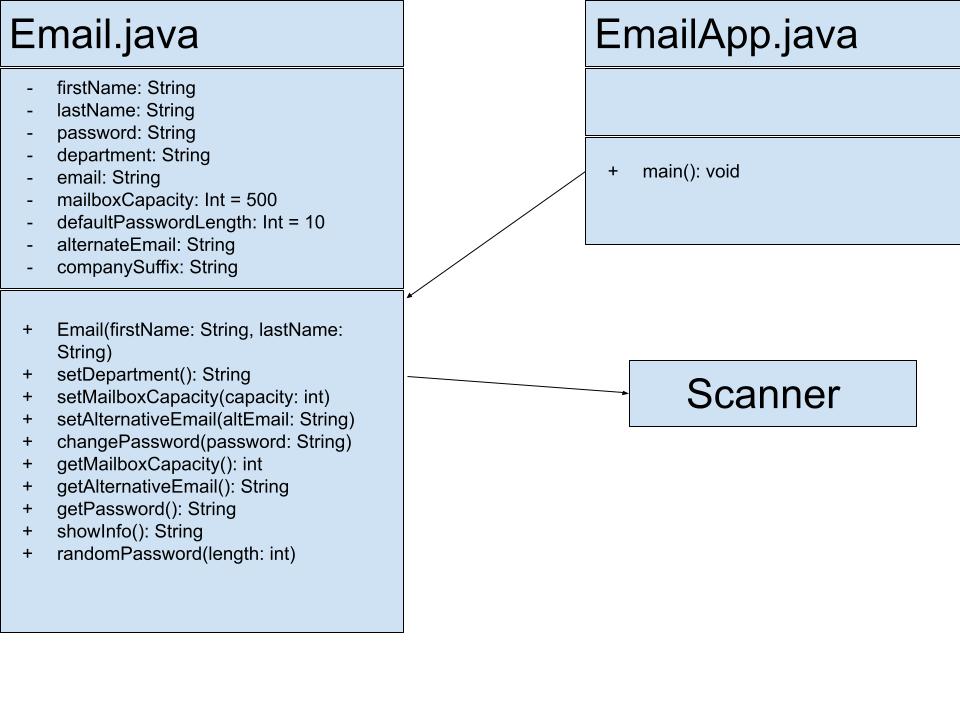 Email.java
- firstName: String
- lastName: String
- password: String
- department: String
- email: String
- mailboxCapacity: Int = 500
- defaultPasswordLength: Int = 10
- alternateEmail: String
- companySuffix: String
+ Email(firstName: String, lastName:
String)
+ setDepartment(): String
+ setMailboxCapacity(capacity: int)
+ setAlternativeEmail(altEmail: String)
+ changePassword(password: String)
+ getMailboxCapacity(): int
+ getAlternativeEmail(): String
+ getPassword(): String
+ showInfo(): String
+ randomPassword(length: int)
EmailApp.java
+ main(): void
Scanner